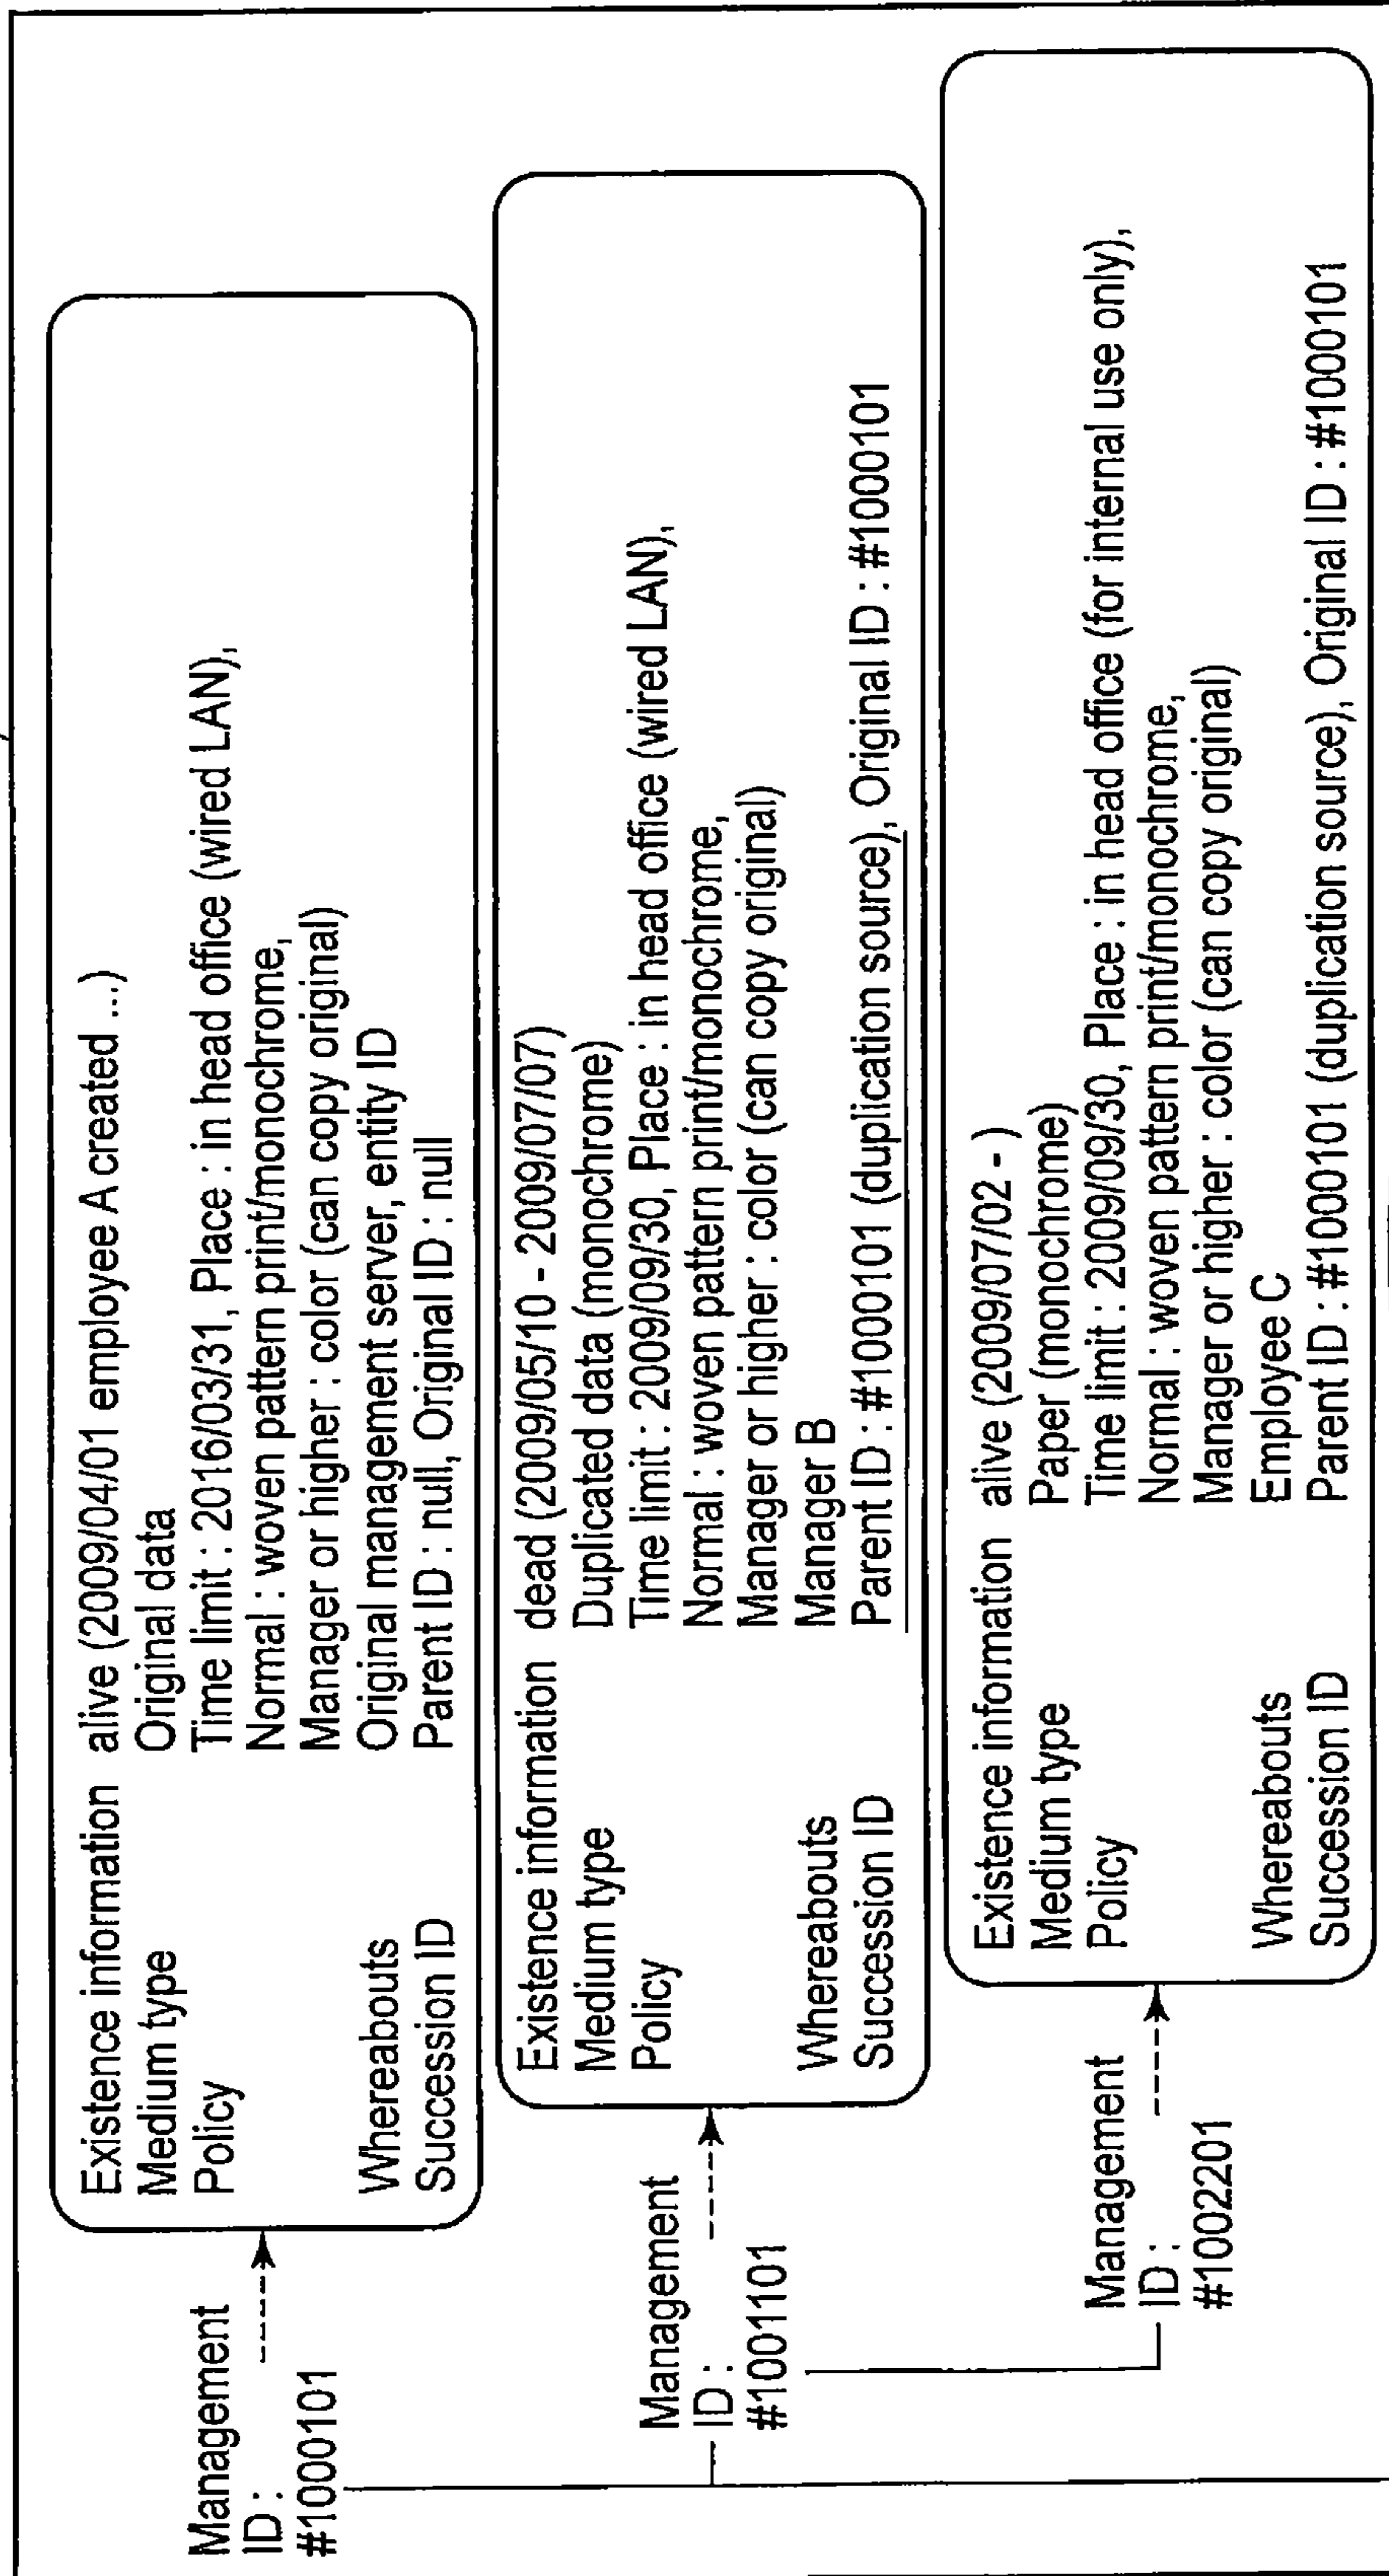 Management
ID :
#1000101
Existence information alive (2009/04/01 employee A created ...)
Medium type Original data
Policy Time limit : 2016/03/31, Place : in head office (wired LAN),
Normal : woven pattern print/monochrome,
Manager or higher : color (can copy original)
Whereabouts Original management server, entity ID
Succession ID Parent ID : null, Original ID : null
Management
ID :
#1001101
Existence information dead (2009/05/10 - 2009/07/07)
Medium type Duplicated data (monochrome)
Policy Time limit : 2009/09/30, Place : in head office (wired LAN),
Normal : woven pattern print/monochrome,
Manager or higher : color (can copy original)
Whereabouts Manager B
Succession ID Parent ID : #1000101 (duplication source), Original ID : #1000101
Management
ID :
#1002201
Existence information alive (2009/07/02 - )
Medium type Paper (monochrome)
Policy Time limit : 2009/09/30, Place : in head office (for internal use only),
Normal : woven pattern print/monochrome,
Manager or higher : color (can copy original)
Whereabouts Employee C
Succession ID Parent ID : #1000101 (duplication source), Original ID : #1000101